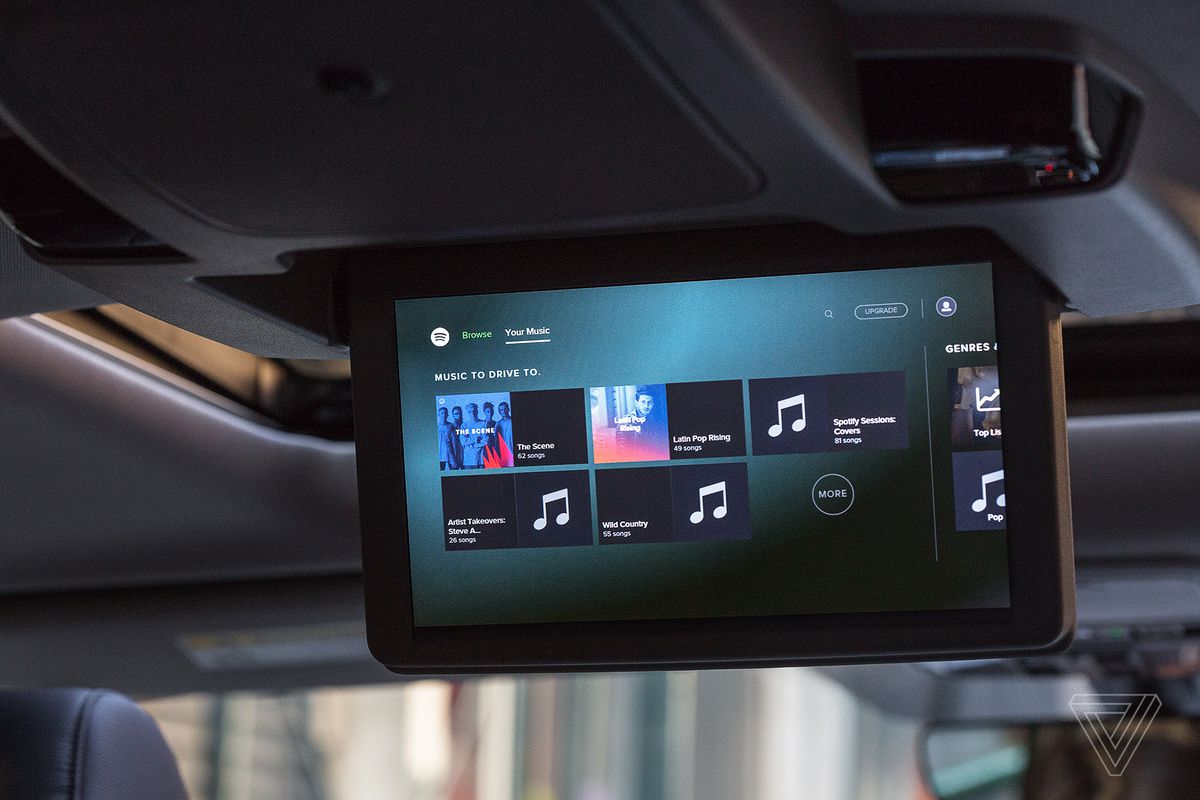 Browse
Your Music
UPGRADE
MUSIC TO DRIVE TO.
THE SCENE
The Scene
62 songs
Latin Pop
Rising
Latin Pop Rising
49 songs
Spotify Sessions:
Covers
81 songs
Artist Takeovers:
Steve A...
26 songs
Wild Country
55 songs
MORE
GENRES &
Top Lis
Pop